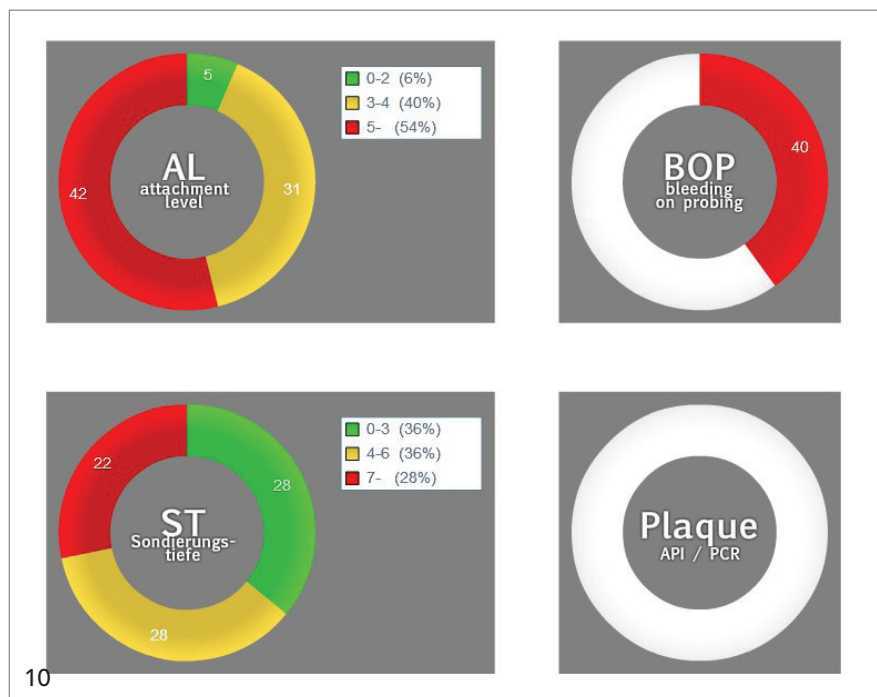 5
42
31
AL
attachment
level
0-2 (6%)
3-4 (40%)
5- (54%)
40
BOP
bleeding
on probing
22
28
28
ST
Sondierungs-
tiefe
0-3 (36%)
4-6 (36%)
7- (28%)
Plaque
API / PCR
10